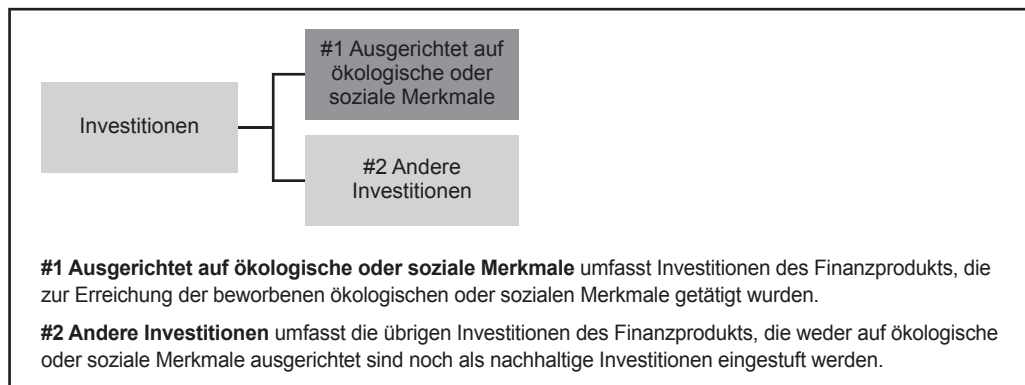 #1 Ausgerichtet auf
ökologische oder
soziale Merkmale
Investitionen
#2 Andere
Investitionen
#1 Ausgerichtet auf ökologische oder soziale Merkmale umfasst Investitionen des Finanzprodukts, die
zur Erreichung der beworbenen ökologischen oder sozialen Merkmale getätigt wurden.
#2 Andere Investitionen umfasst die übrigen Investitionen des Finanzprodukts, die weder auf ökologische
oder soziale Merkmale ausgerichtet sind noch als nachhaltige Investitionen eingestuft werden.